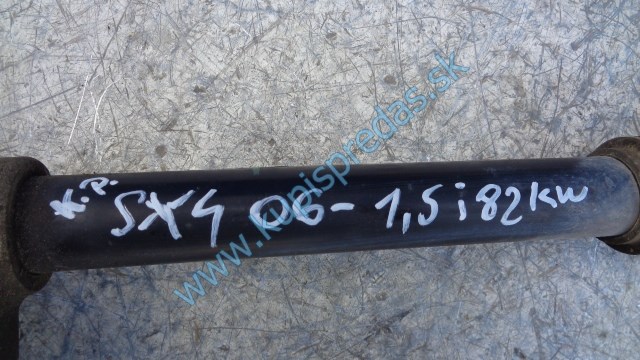 K.P. SX4 06- 1,5i 82kw
www.kupispredas.sk